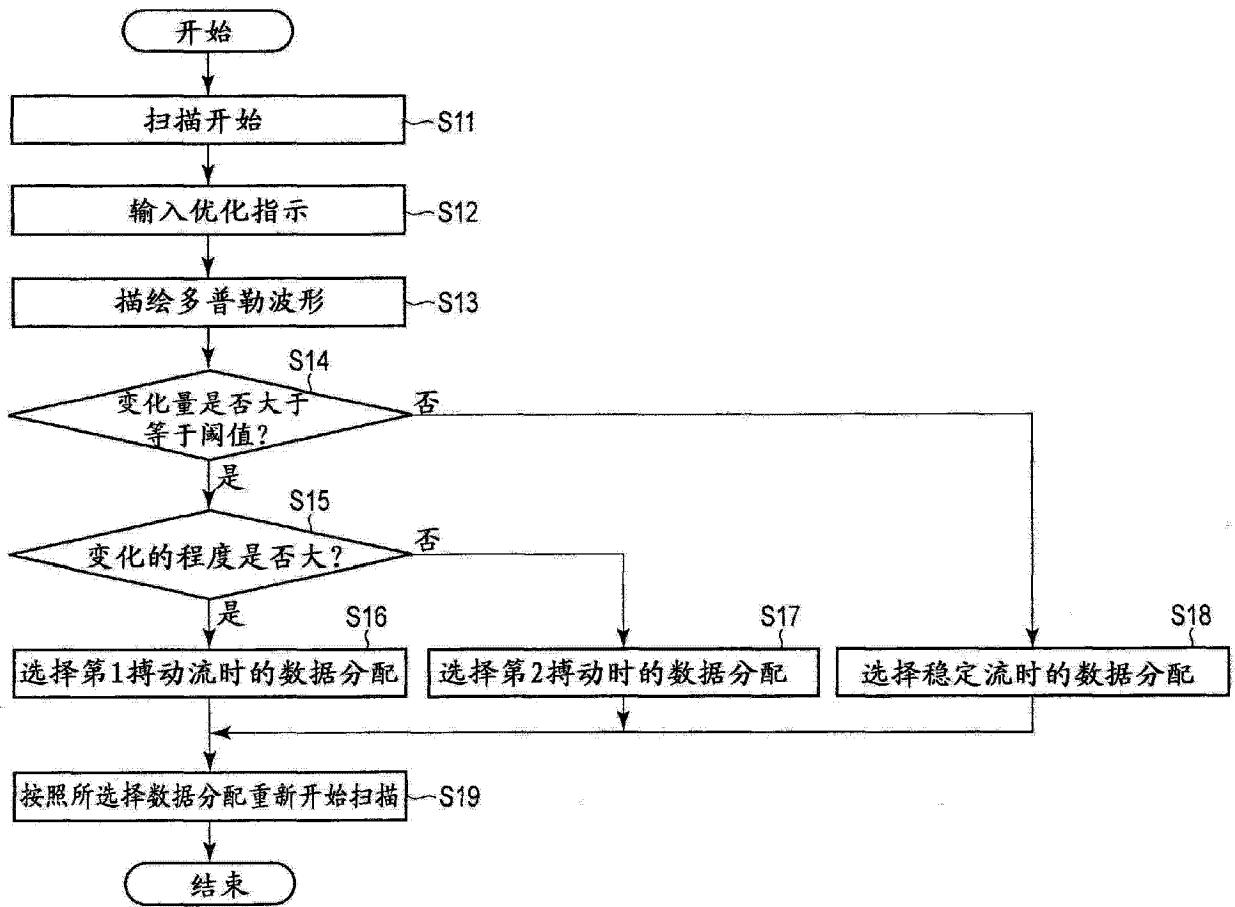 开始
扫描开始
S11
输入优化指示
S12
描绘多普勒波形
S13
S14
变化量是否大于
等于阈值?
否
是
S15
变化的程度是否大?
否
是
S16
选择第1搏动流时的数据分配
S17
选择第2搏动时的数据分配
S18
选择稳定流时的数据分配
按照所选择数据分配重新开始扫描
S19
结束